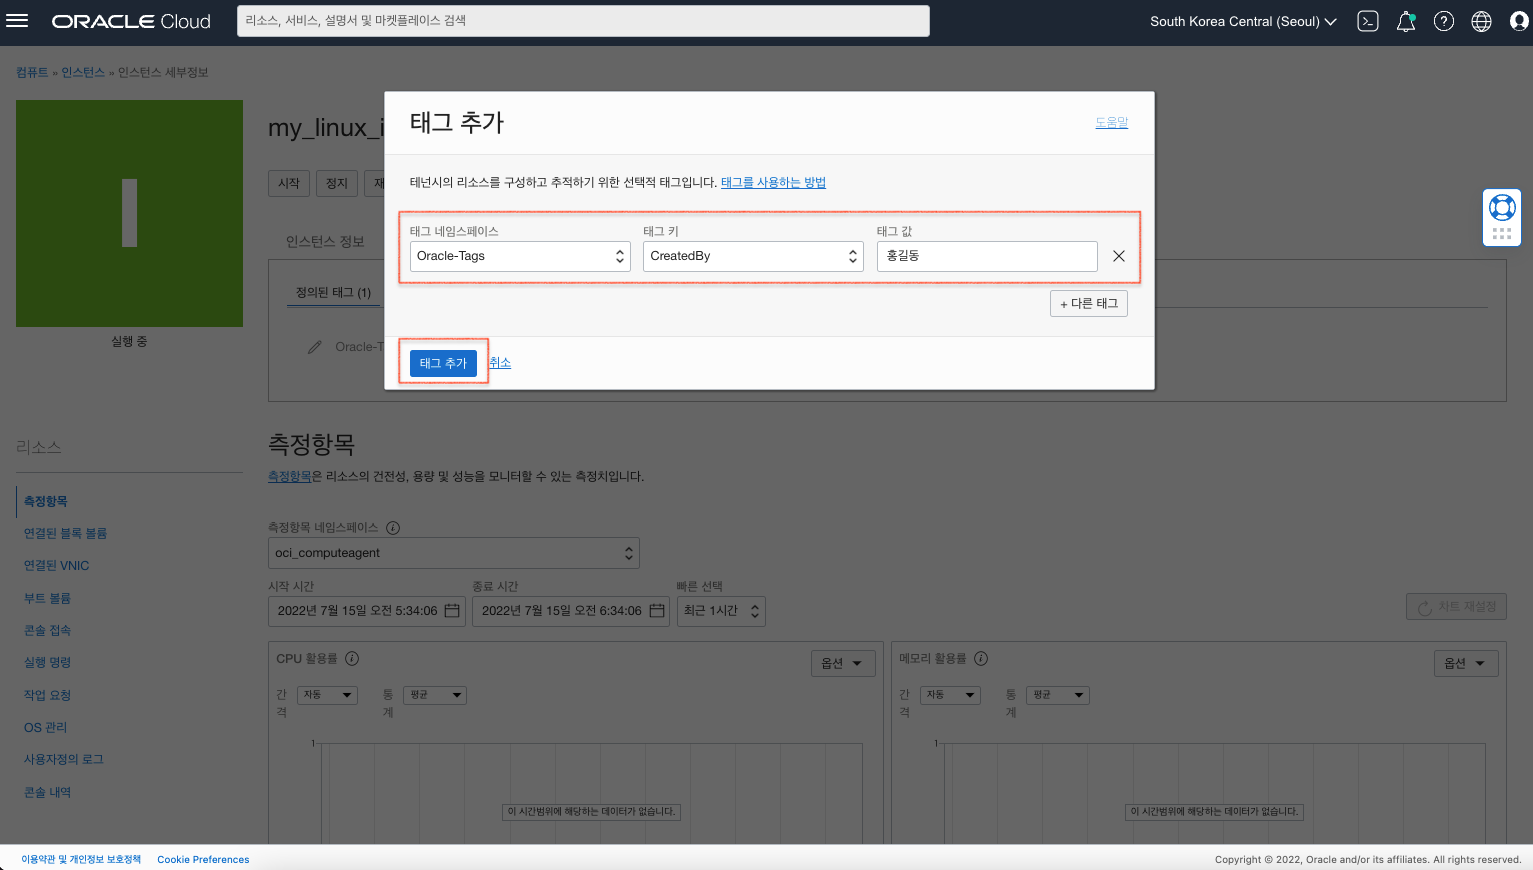 ORACLE Cloud
리소스, 서비스, 설명서 및 마켓플레이스 검색
South Korea Central (Seoul)
컴퓨트 » 인스턴스 » 인스턴스 세부정보
실행 중
my_linux_i
시작
정지
인스턴스 정보
정의된 태그 (1)
Oracle-T
태그 추가
도움말
테넌시의 리소스를 구성하고 추적하기 위한 선택적 태그입니다. 태그를 사용하는 방법
태그 네임스페이스
태그 키
태그 값
Oracle-Tags
CreatedBy
홍길동
+ 다른 태그
태그 추가
취소
리소스
측정항목
연결된 블록 볼륨
연결된 VNIC
부트 볼륨
콘솔 접속
실행 명령
작업 요청
OS 관리
사용자정의 로그
콘솔 내역
측정항목
측정항목은 리소스의 건전성, 용량 및 성능을 모니터할 수 있는 측정치입니다.
측정항목 네임스페이스
oci_computeagent
시작 시간
종료 시간
빠른 선택
2022년 7월 15일 오전 5:34:06
2022년 7월 15일 오전 6:34:06
최근 1시간
차트 재설정
CPU 활용률
옵션
간격
자동
통계
평균
1
이 시간범위에 해당하는 데이터가 없습니다.
메모리 활용률
옵션
간격
자동
통계
평균
1
이 시간범위에 해당하는 데이터가 없습니다.
이용약관 및 개인정보 보호정책
Cookie Preferences
Copyright © 2022, Oracle and/or its affiliates. All rights reserved.